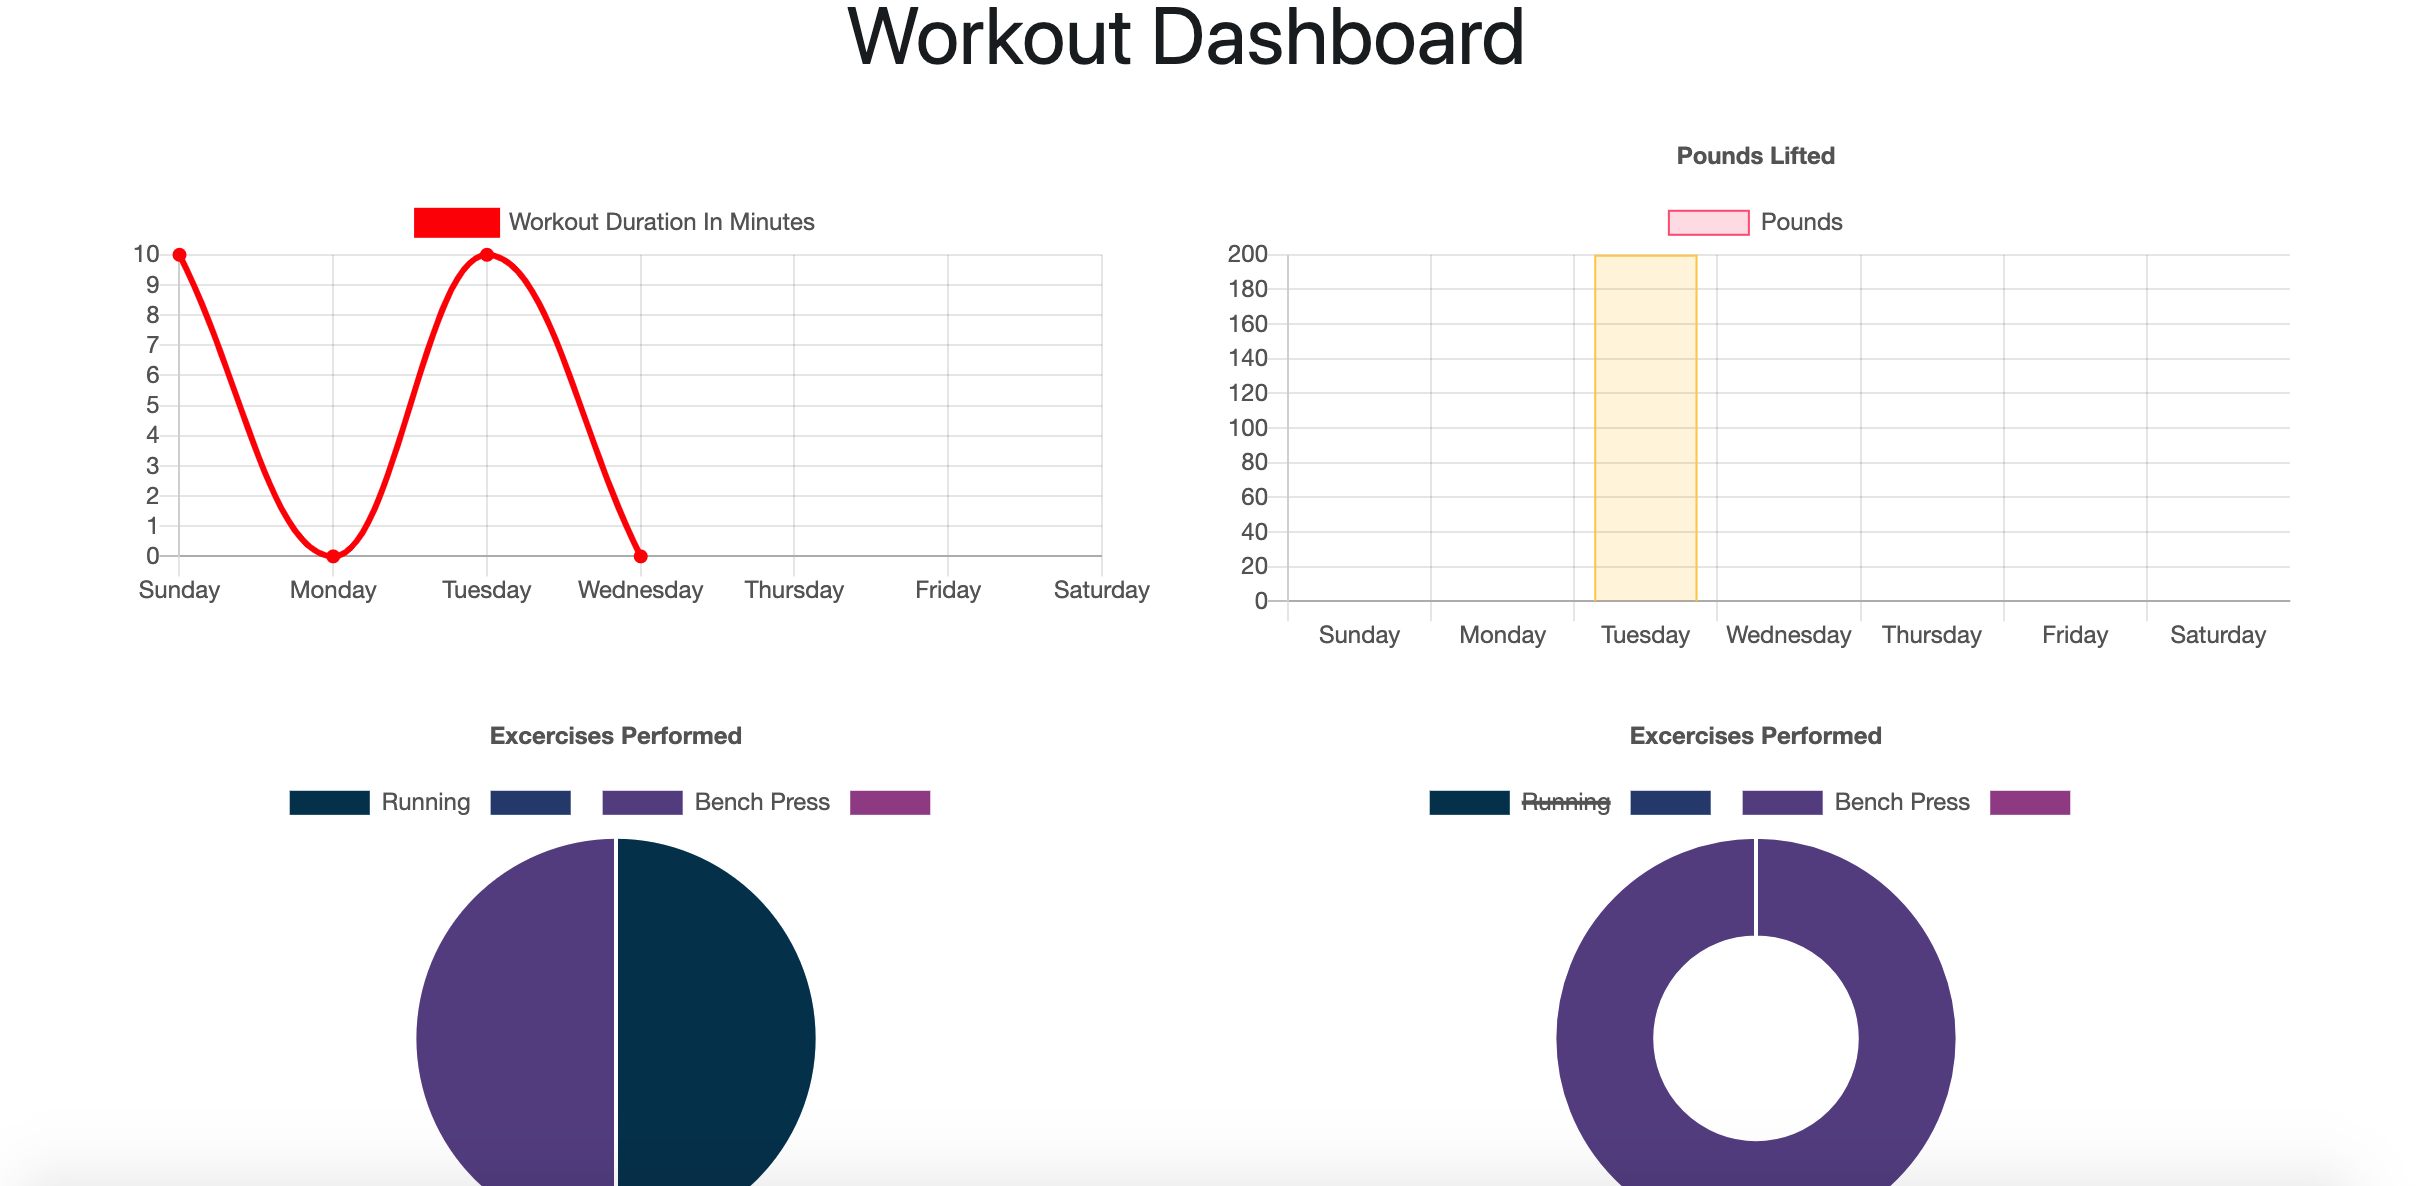 Workout Dashboard
Workout Duration In Minutes
10
9
8
7
6
5
4
3
2
1
0
Sunday Monday Tuesday Wednesday Thursday Friday Saturday
Pounds Lifted
Pounds
200
180
160
140
120
100
80
60
40
20
0
Sunday Monday Tuesday Wednesday Thursday Friday Saturday
Excercises Performed
Running Bench Press
Excercises Performed
Running Bench Press